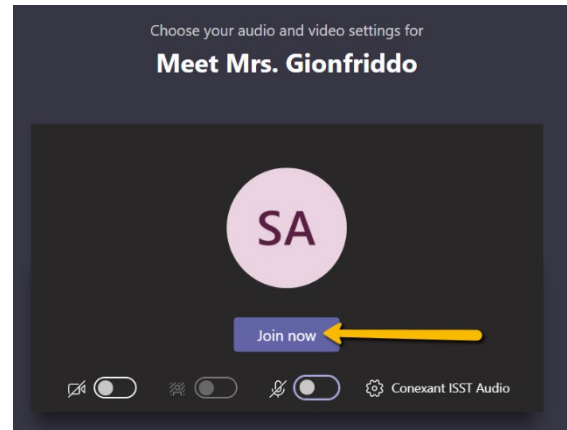 Choose your audio and video settings for
Meet Mrs. Gionfriddo
SA
Join now
Conexant ISST Audio